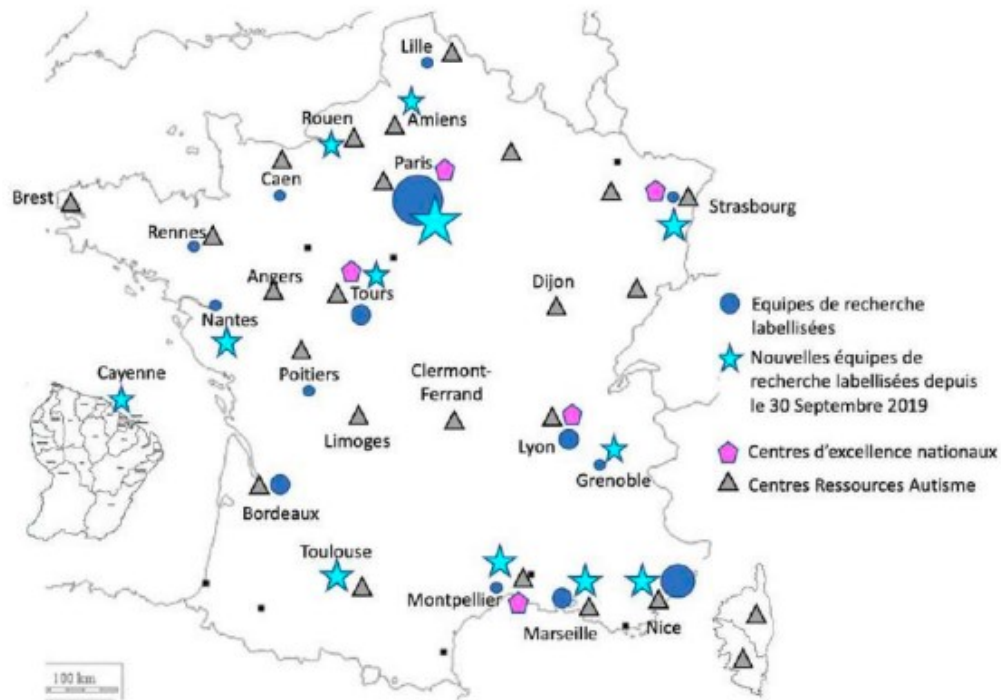 Lille
Rouen
Amiens
Paris
Caen
Brest
Strasbourg
Rennes
Angers
Dijon
Tours
Nantes
Equipes de recherche
labellisées
Nouvelles équipes de
recherche labellisées depuis
le 30 Septembre 2019
Cayenne
Poitiers
Clermont-
Ferrand
Limoges
Lyon
Centres d'excellence nationaux
Grenoble
Centres Ressources Autisme
Bordeaux
Toulouse
Montpellier
Marseille
Nice
100 km